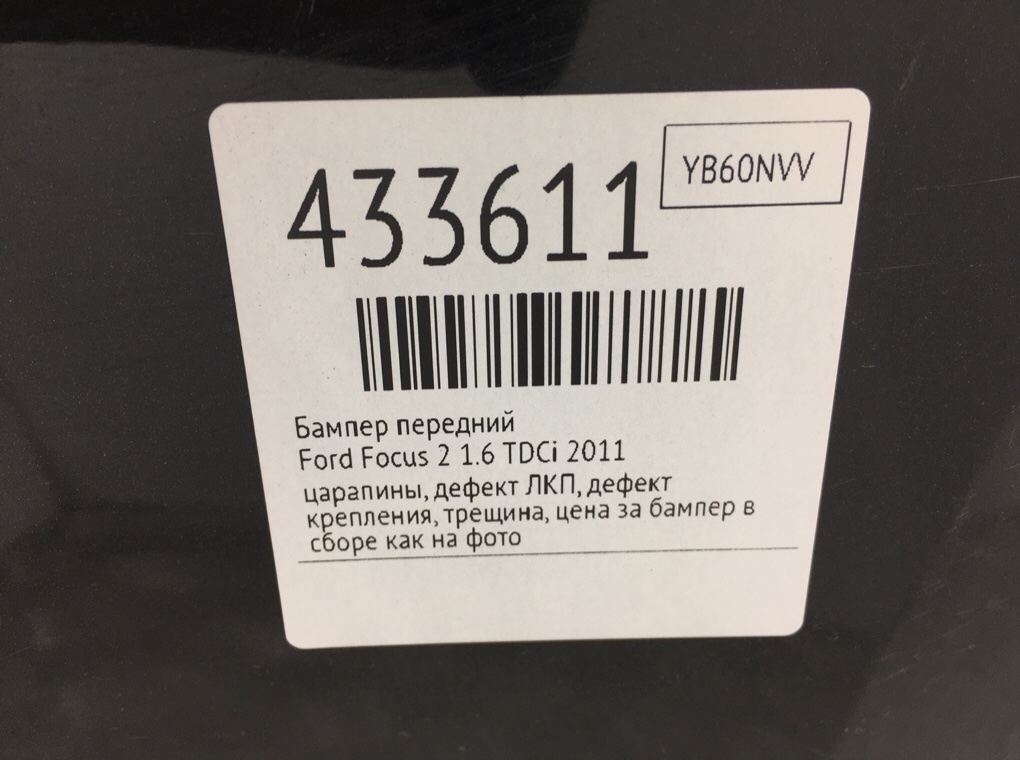 433611
YB60NVV
Бампер передний
Ford Focus 2 1.6 TDCi 2011
царапины, дефект ЛКП, дефект
крепления, трещина, цена за бампер в
сборе как на фото